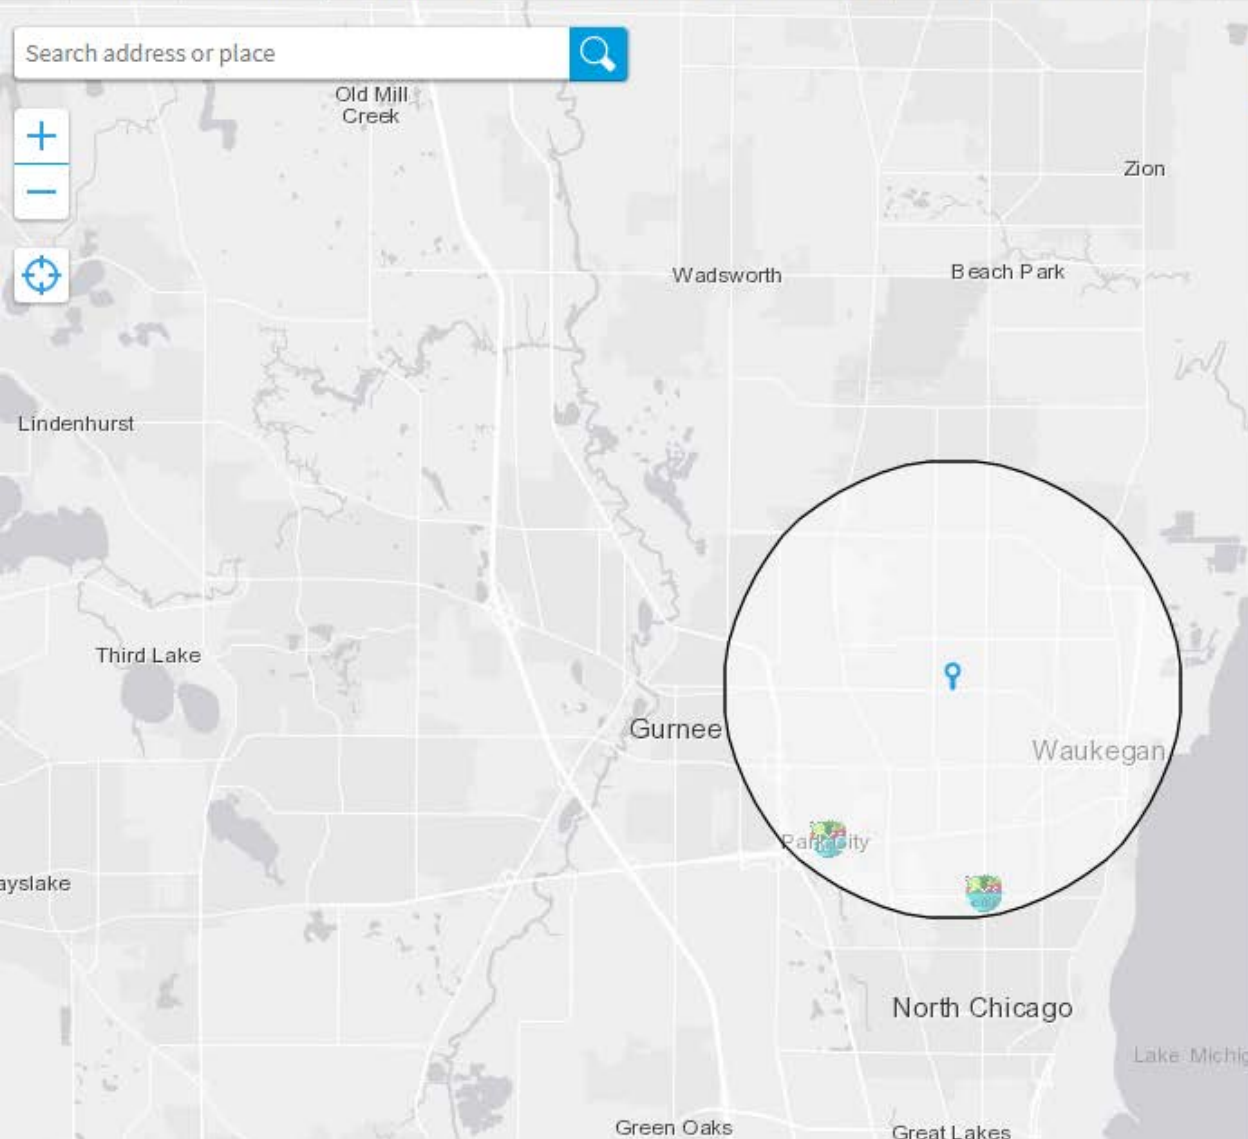 Search address or place
Old Mill
Creek
Zion
Wadsworth
Beach Park
Lindenhurst
Third Lake
Gurnee
Waukegan
Park City
ayslake
North Chicago
Lake Michig
Green Oaks
Great Lakes